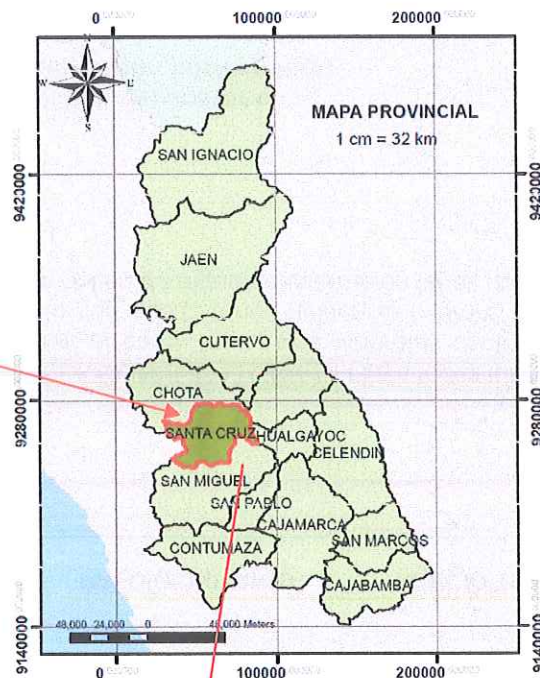 0 100000 200000
N
W E
S
MAPA PROVINCIAL
1 cm = 32 km
9423000 9423000
SAN IGNACIO
JAEN
CUTERVO
CHOTA
9280000 9280000
SANTA CRUZ
HUALGAYOC
CELENDIN
SAN MIGUEL
SAN PABLO
CAJAMARCA
CONTUMAZA
SAN MARCOS
CAJABAMBA
48,000 24,000 0 48,000 Meters
9140000 9140000
0 100000 200000